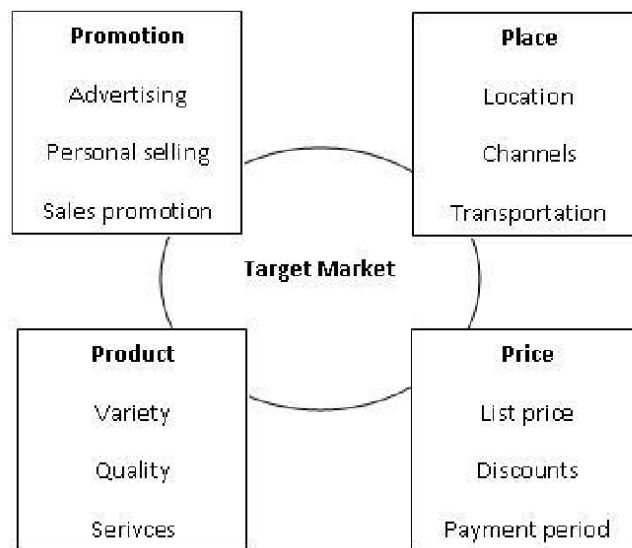 Promotion
Advertising
Personal selling
Sales promotion
Place
Location
Channels
Transportation
Target Market
Product
Variety
Quality
Serivces
Price
List price
Discounts
Payment period